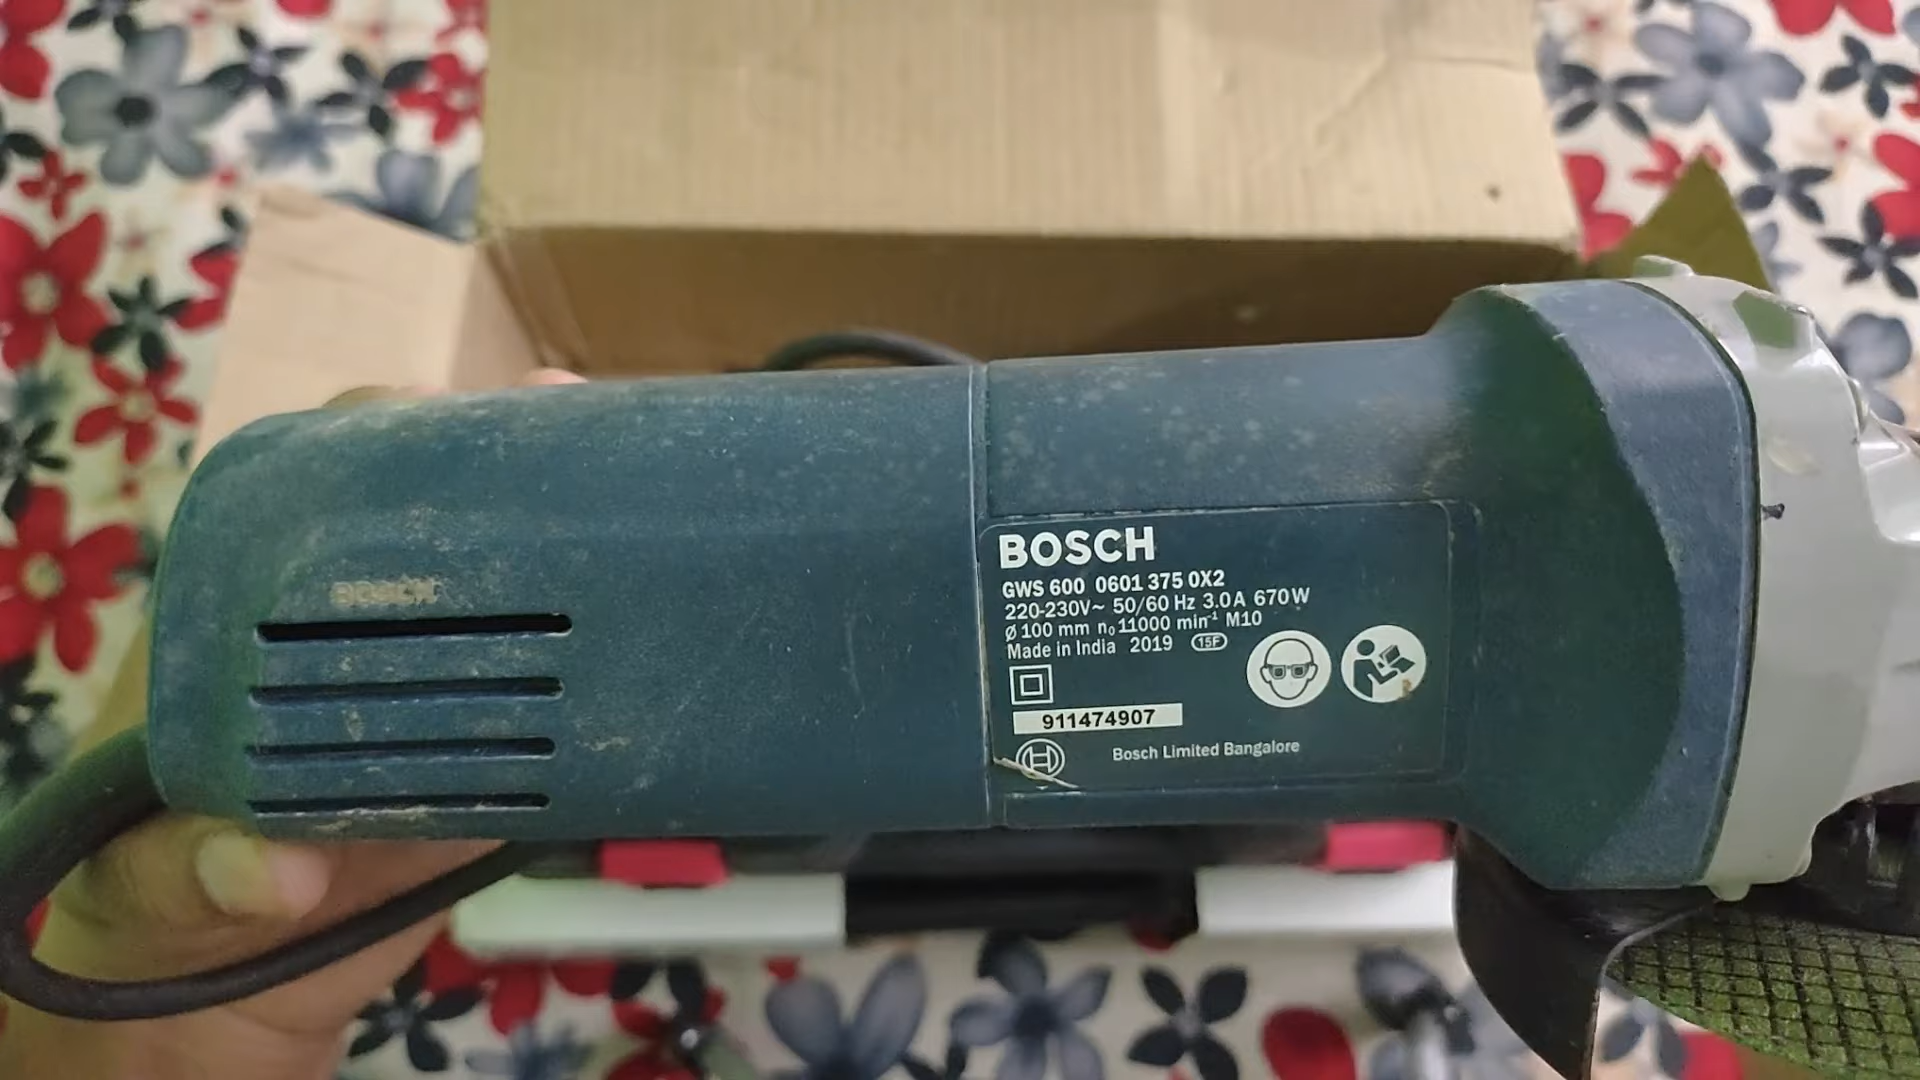 BOSCH
BOSCH
GWS 600 0601 375 0X2
220-230V~ 50/60 Hz 3.0A 670W
Ø 100 mm n₀ 11000 min⁻¹ M10
Made in India 2019 15F
911474907
Bosch Limited Bangalore